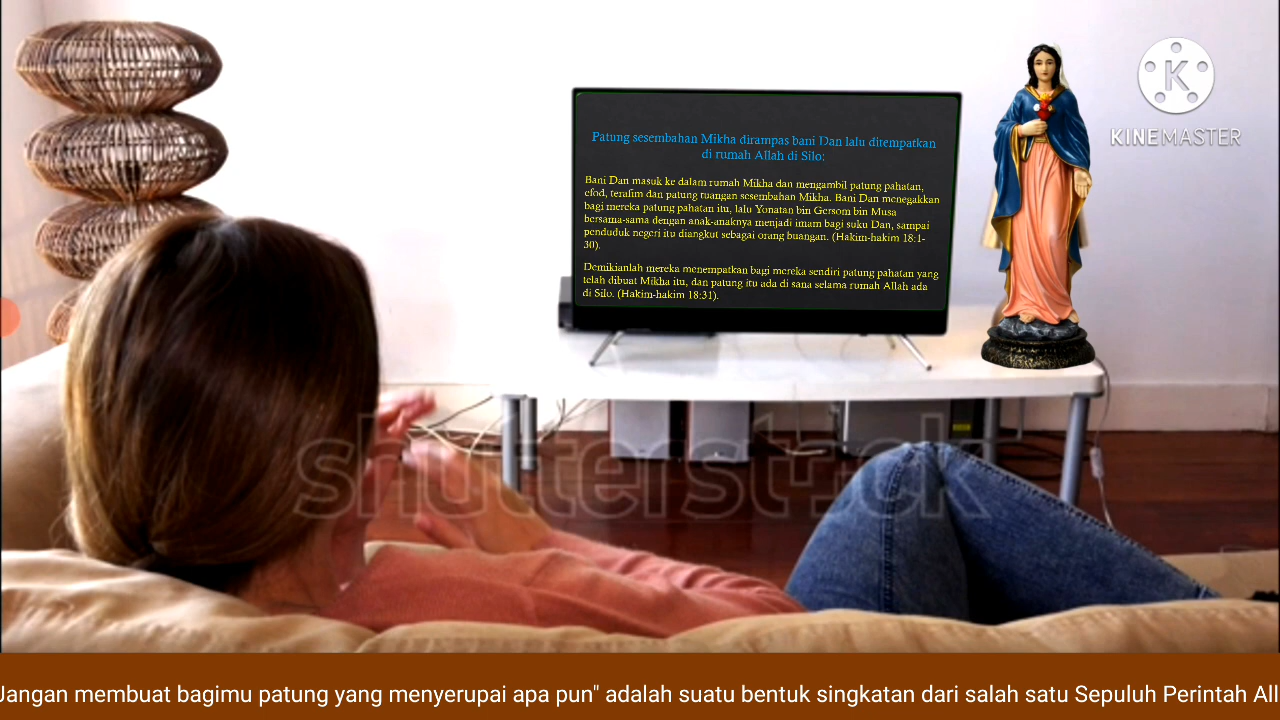 Patung sesembahan Mikha dirampas bani Dan lalu ditempatkan
di rumah Allah di Silo:
Bani Dan masuk ke dalam rumah Mikha dan mengambil patung pahatan,
efod, terafim dan patung tuangan sesembahan Mikha. Bani Dan menegakkan
bagi mereka patung pahatan itu, lalu Yonatan bin Gersom bin Musa
bersama-sama dengan anak-anaknya menjadi imam bagi suku Dan, sampai
penduduk negeri itu diangkut sebagai orang buangan. (Hakim-hakim 18:1-
30).
Demikianlah mereka menempatkan bagi mereka sendiri patung pahatan yang
telah dibuat Mikha itu, dan patung itu ada di sana selama rumah Allah ada
di Silo. (Hakim-hakim 18:31).
K
KINEMASTER
shutterstock
Jangan membuat bagimu patung yang menyerupai apa pun" adalah suatu bentuk singkatan dari salah satu Sepuluh Perintah All